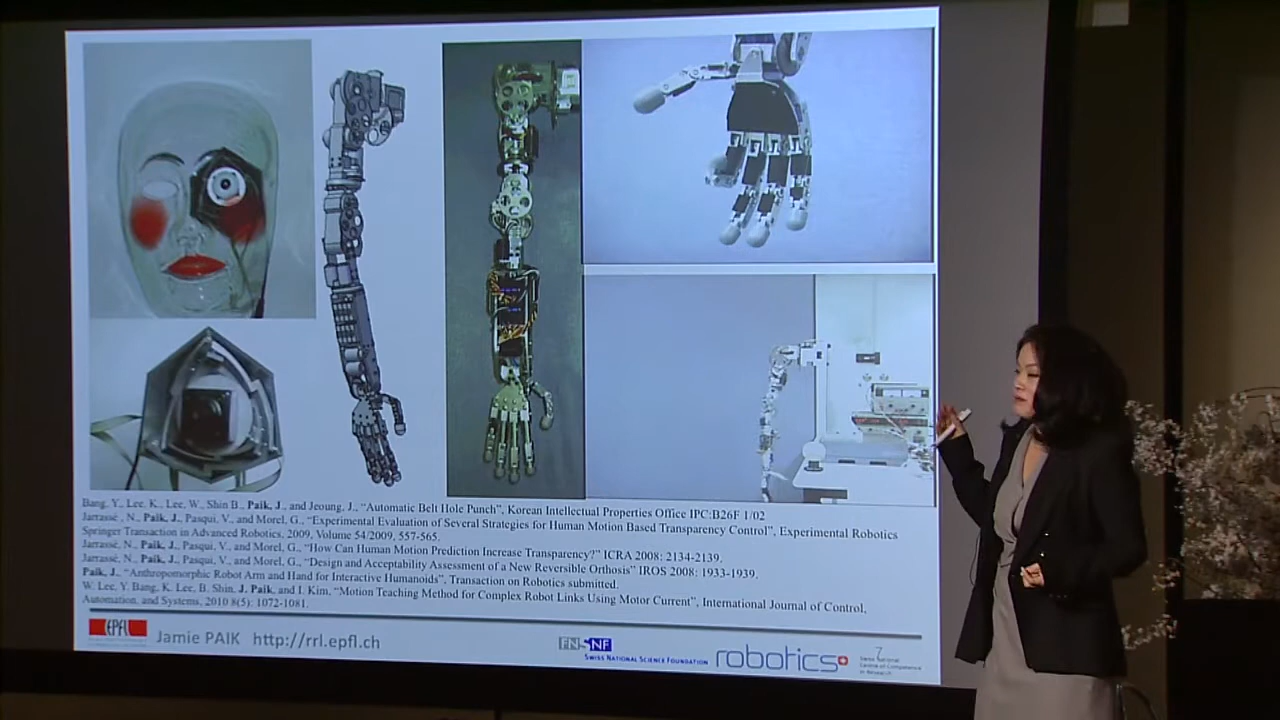 Bang, Y., Lee, K., Lee, W., Shin B., Paik, J., and Jeoung, J., “Automatic Belt Hole Punch”, Korean Intellectual Properties Office IPC:B26F 1/02
Jarrassé , N., Paik, J., Pasqui, V., and Morel, G., “Experimental Evaluation of Several Strategies for Human Motion Based Transparency Control”, Experimental Robotics
Springer Transaction in Advanced Robotics, 2009, Volume 54/2009, 557-565.
Jarrassé, N., Paik, J., Pasqui, V., and Morel, G., “How Can Human Motion Prediction Increase Transparency?” ICRA 2008: 2134-2139.
Jarrassé, N., Paik, J., Pasqui, V., and Morel, G., “Design and Acceptability Assessment of a New Reversible Orthosis” IROS 2008: 1933-1939.
Paik, J., “Anthropomorphic Robot Arm and Hand for Interactive Humanoids”, Transaction on Robotics submitted.
W. Lee, Y. Bang, K. Lee, B. Shin, J. Paik, and I. Kim, “Motion Teaching Method for Complex Robot Links Using Motor Current”, International Journal of Control,
Automation, and Systems, 2010 8(5): 1072-1081.
EPFL
Jamie PAIK http://rrl.epfl.ch
FNSNF
SWISS NATIONAL SCIENCE FOUNDATION
robotics+
Swiss National
Centre of Competence
in Research